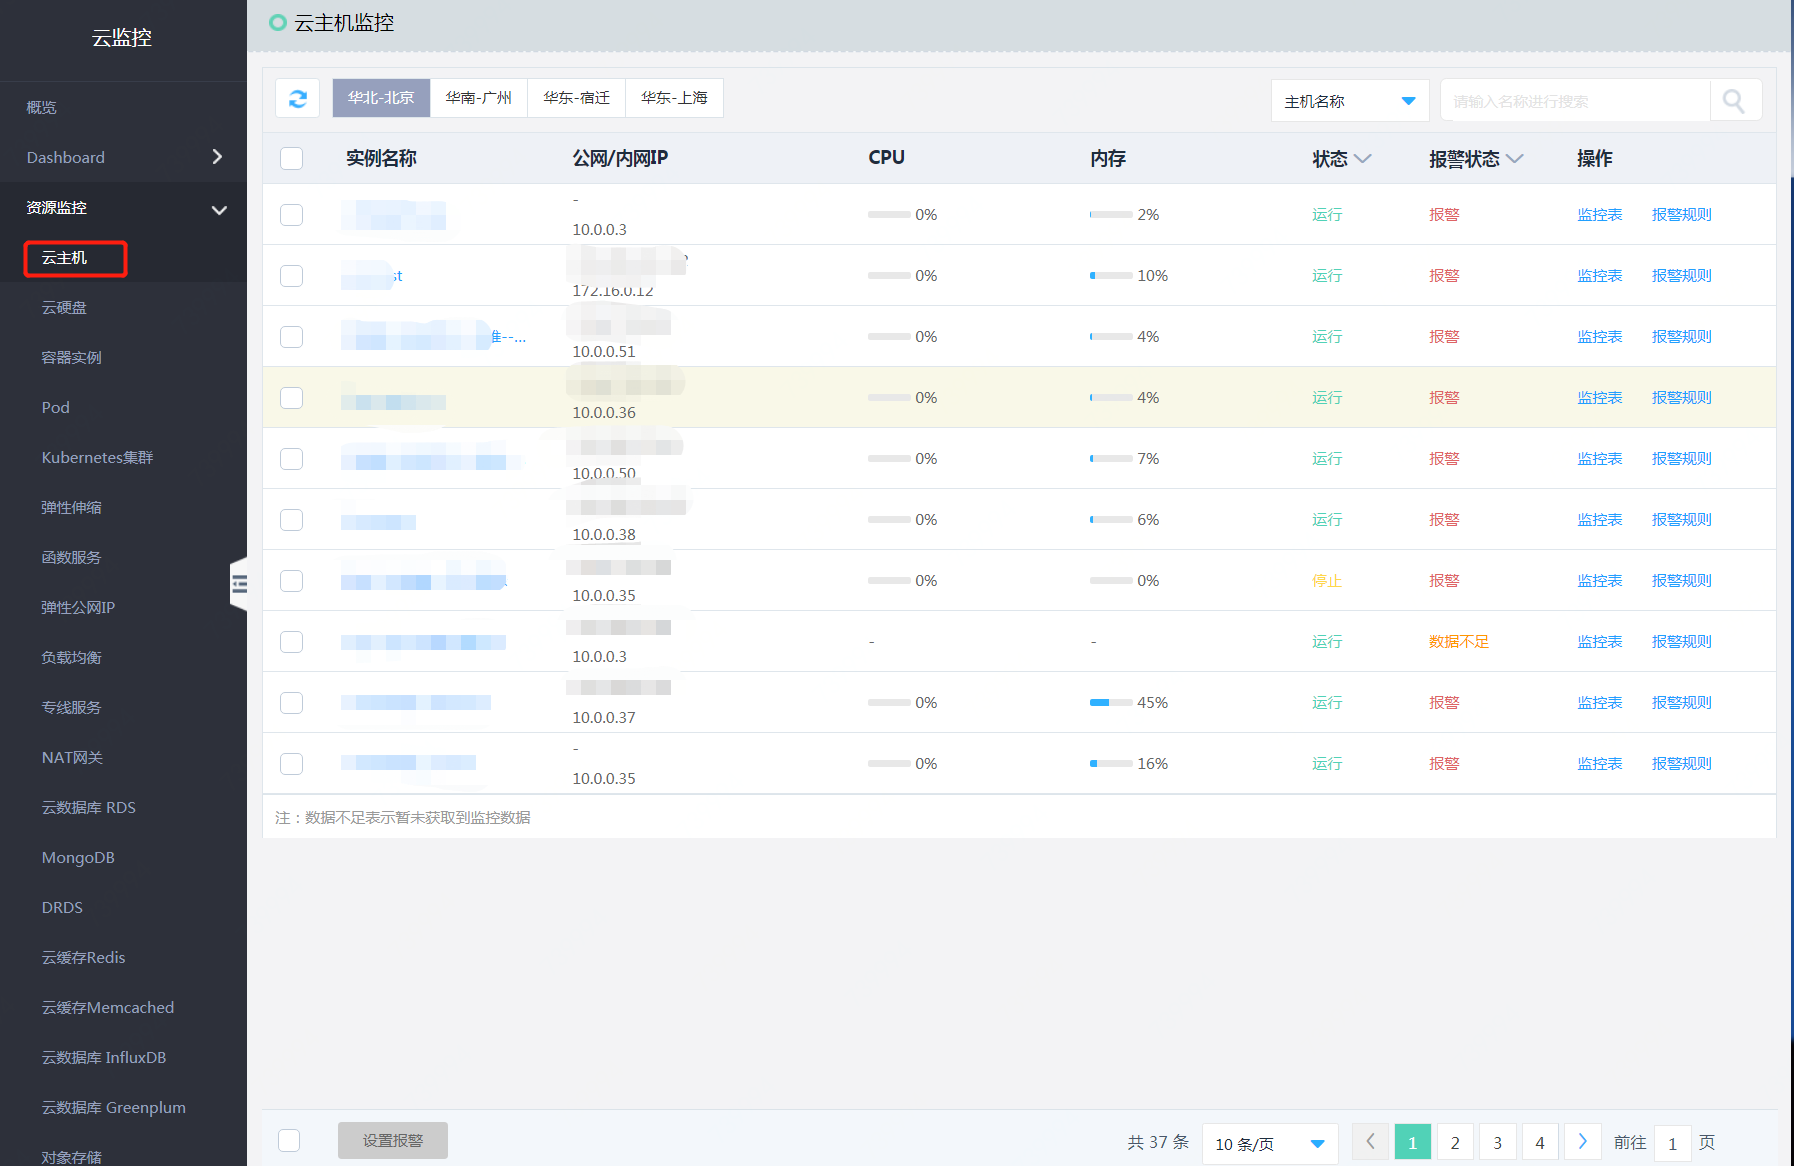 云监控
概览
Dashboard
资源监控
云主机
云硬盘
容器实例
Pod
Kubernetes集群
弹性伸缩
函数服务
弹性公网IP
负载均衡
专线服务
NAT网关
云数据库 RDS
MongoDB
DRDS
云缓存Redis
云缓存Memcached
云数据库 InfluxDB
云数据库 Greenplum
对象存储
云主机监控
华北-北京 华南-广州 华东-宿迁 华东-上海 主机名称 请输入名称进行搜索
实例名称 公网/内网IP CPU 内存 状态 报警状态 操作
-
10.0.0.3 0% 2% 运行 报警 监控表 报警规则
st 172.16.0.12 0% 10% 运行 报警 监控表 报警规则
--... 10.0.0.51 0% 4% 运行 报警 监控表 报警规则
10.0.0.36 0% 4% 运行 报警 监控表 报警规则
10.0.0.50 0% 7% 运行 报警 监控表 报警规则
10.0.0.38 0% 6% 运行 报警 监控表 报警规则
10.0.0.35 0% 0% 停止 报警 监控表 报警规则
10.0.0.3 - - 运行 数据不足 监控表 报警规则
10.0.0.37 0% 45% 运行 报警 监控表 报警规则
-
10.0.0.35 0% 16% 运行 报警 监控表 报警规则
注：数据不足表示暂未获取到监控数据
设置报警 共 37 条 10 条/页 1 2 3 4 前往 1 页